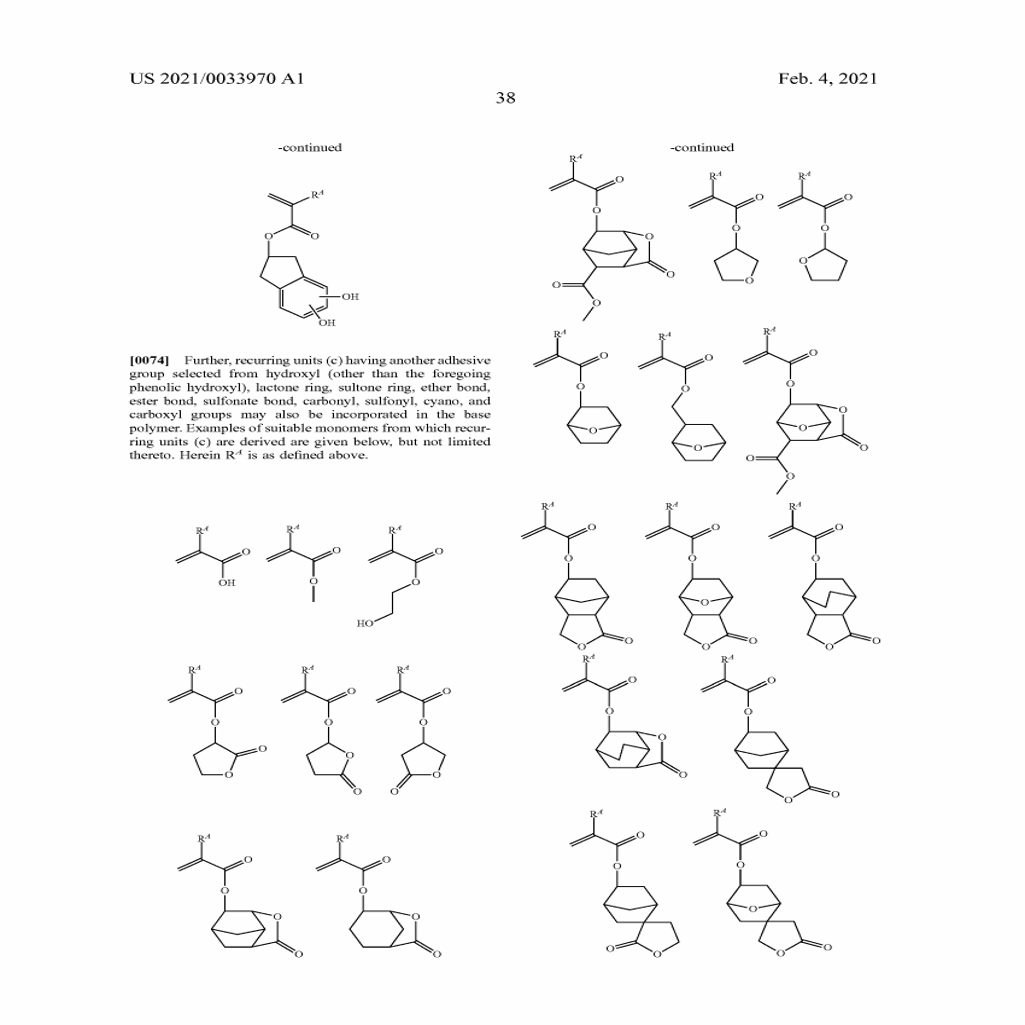 US 2021/0033970 A1
Feb. 4, 2021
38
-continued
R^A
O
O
OH
OH
[0074] Further, recurring units (c) having another adhesive
group selected from hydroxyl (other than the foregoing
phenolic hydroxyl), lactone ring, sultone ring, ether bond,
ester bond, sulfonate bond, carbonyl, sulfonyl, cyano, and
carboxyl groups may also be incorporated in the base
polymer. Examples of suitable monomers from which recur-
ring units (c) are derived are given below, but not limited
thereto. Herein R^A is as defined above.
R^A R^A R^A
O O O
OH O O
HO
R^A R^A R^A
O O O
O O O
O O
O O
O O
R^A R^A
O O
O O
O O
O O
-continued
R^A R^A R^A
O O O
O O O
O O
O O O
O
R^A R^A R^A
O O O
O O O
O
O O O
O O
O
R^A R^A R^A
O O O
O O O
O
O O O
O O O
R^A R^A
O O
O O
O
O O
O
R^A R^A
O O
O O
O
O O
O O